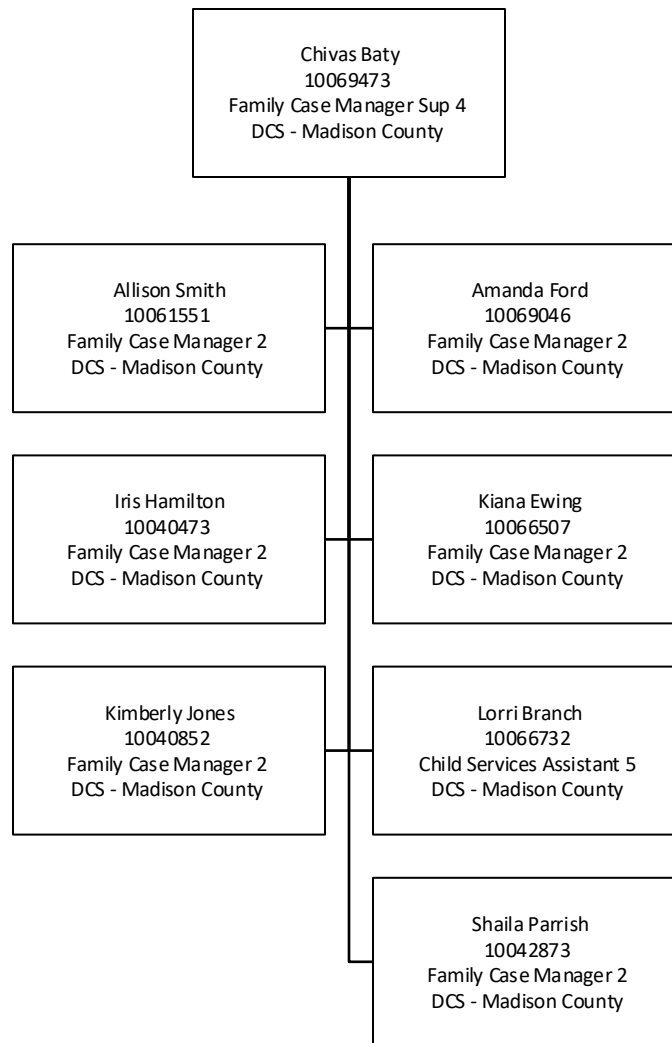 Chivas Baty
10069473
Family Case Manager Sup 4
DCS - Madison County
Allison Smith
10061551
Family Case Manager 2
DCS - Madison County
Amanda Ford
10069046
Family Case Manager 2
DCS - Madison County
Iris Hamilton
10040473
Family Case Manager 2
DCS - Madison County
Kiana Ewing
10066507
Family Case Manager 2
DCS - Madison County
Kimberly Jones
10040852
Family Case Manager 2
DCS - Madison County
Lorri Branch
10066732
Child Services Assistant 5
DCS - Madison County
Shaila Parrish
10042873
Family Case Manager 2
DCS - Madison County